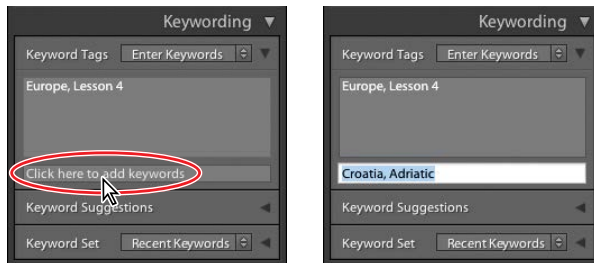 Keywording
Keyword Tags Enter Keywords
Europe, Lesson 4
Click here to add keywords
Keyword Suggestions
Keyword Set Recent Keywords
Keywording
Keyword Tags Enter Keywords
Europe, Lesson 4
Croatia, Adriatic
Keyword Suggestions
Keyword Set Recent Keywords